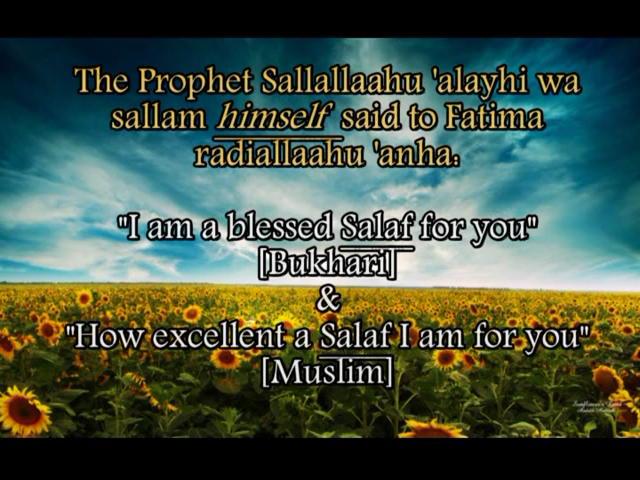 The Prophet Sallallaahu 'alayhi wa
sallam himself said to Fatima
radiallaahu 'anha:
"I am a blessed Salaf for you"
[Bukhari]
&
"How excellent a Salaf I am for you"
[Muslim]